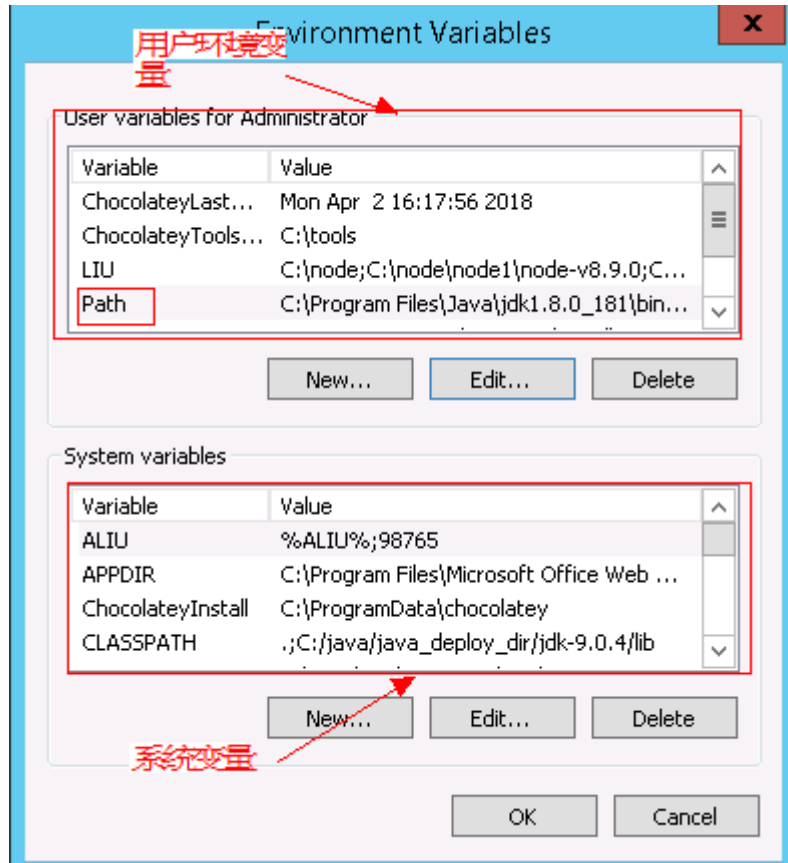 Environment Variables
用户环境变
量
User variables for Administrator
Variable Value
ChocolateyLast... Mon Apr 2 16:17:56 2018
ChocolateyTools... C:\tools
LIU C:\node;C:\node\node1\node-v8.9.0;C...
Path C:\Program Files\Java\jdk1.8.0_181\bin...
New... Edit... Delete
System variables
Variable Value
ALIU %ALIU%;98765
APPDIR C:\Program Files\Microsoft Office Web ...
ChocolateyInstall C:\ProgramData\chocolatey
CLASSPATH .;C:/java/java_deploy_dir/jdk-9.0.4/lib
New... Edit... Delete
系统变量
OK Cancel